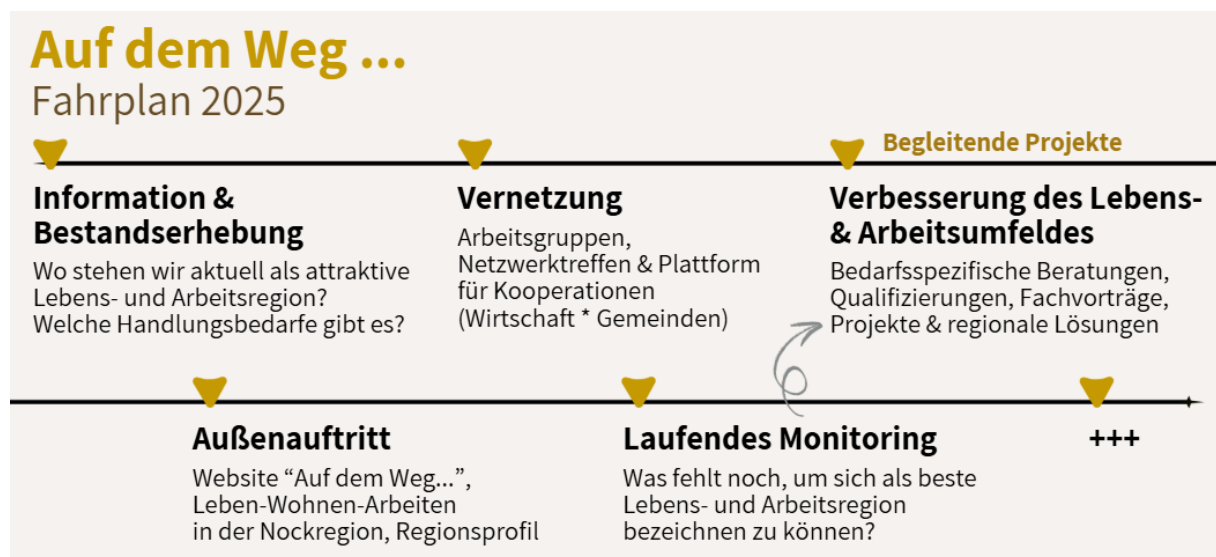 Auf dem Weg ...
Fahrplan 2025
Begleitende Projekte
Information &
Bestandserhebung
Wo stehen wir aktuell als attraktive
Lebens- und Arbeitsregion?
Welche Handlungsbedarfe gibt es?
Vernetzung
Arbeitsgruppen,
Netzwerktreffen & Plattform
für Kooperationen
(Wirtschaft * Gemeinden)
Verbesserung des Lebens-
& Arbeitsumfeldes
Bedarfsspezifische Beratungen,
Qualifizierungen, Fachvorträge,
Projekte & regionale Lösungen
Außenauftritt
Website “Auf dem Weg...”,
Leben-Wohnen-Arbeiten
in der Nockregion, Regionsprofil
Laufendes Monitoring
Was fehlt noch, um sich als beste
Lebens- und Arbeitsregion
bezeichnen zu können?
+++